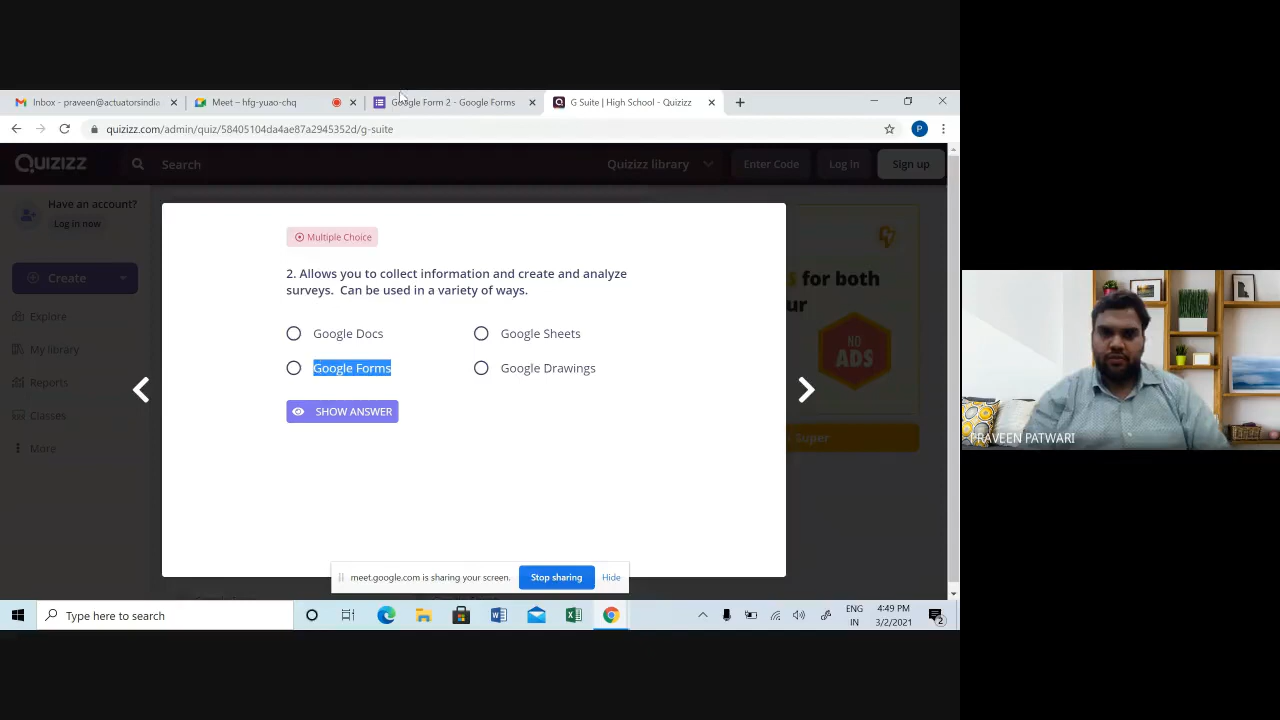 Inbox - praveen@actuatorsindia
Meet – hfg-yuao-chq
Google Form 2 - Google Forms
G Suite | High School - Quizizz
quizizz.com/admin/quiz/58405104da4ae87a2945352d/g-suite
P
QUIZIZZ
Search
Quizizz library
Enter Code
Log in
Sign up
Have an account?
Log in now
Create
Explore
My library
Reports
Classes
More
Multiple Choice
2. Allows you to collect information and create and analyze
surveys. Can be used in a variety of ways.
Google Docs
Google Sheets
Google Forms
Google Drawings
SHOW ANSWER
for both
ur
NO
ADS
Super
PRAVEEN PATWARI
meet.google.com is sharing your screen.
Stop sharing
Hide
Type here to search
ENG
IN
4:49 PM
3/2/2021
2